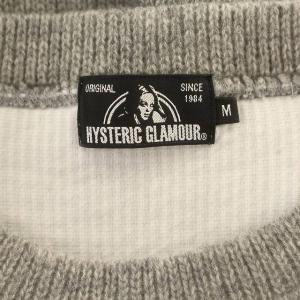 ORIGINAL SINCE
1984
HYSTERIC GLAMOUR®
M